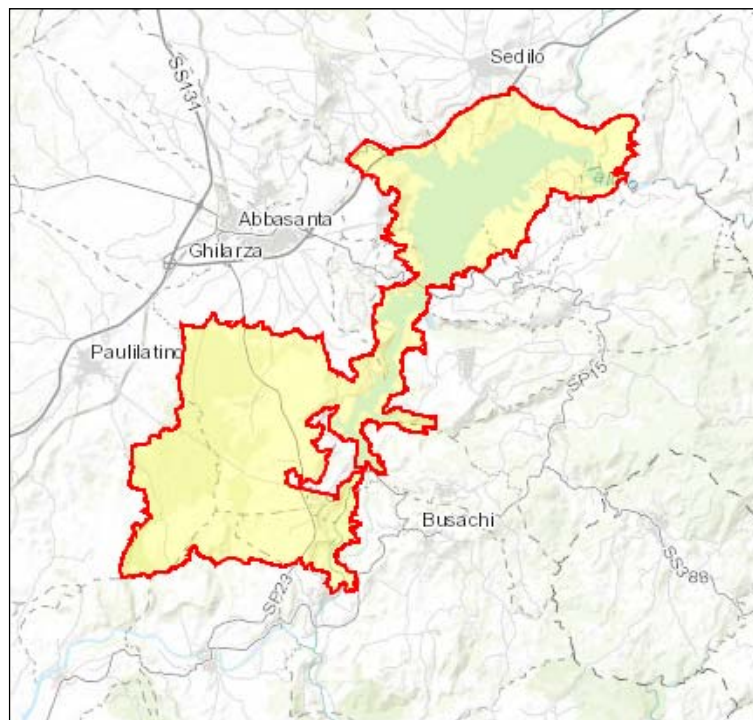 Sedilo
SS131
Abbasanta
Ghilarza
Paulilatino
SP15
Busachi
SS388
SP23